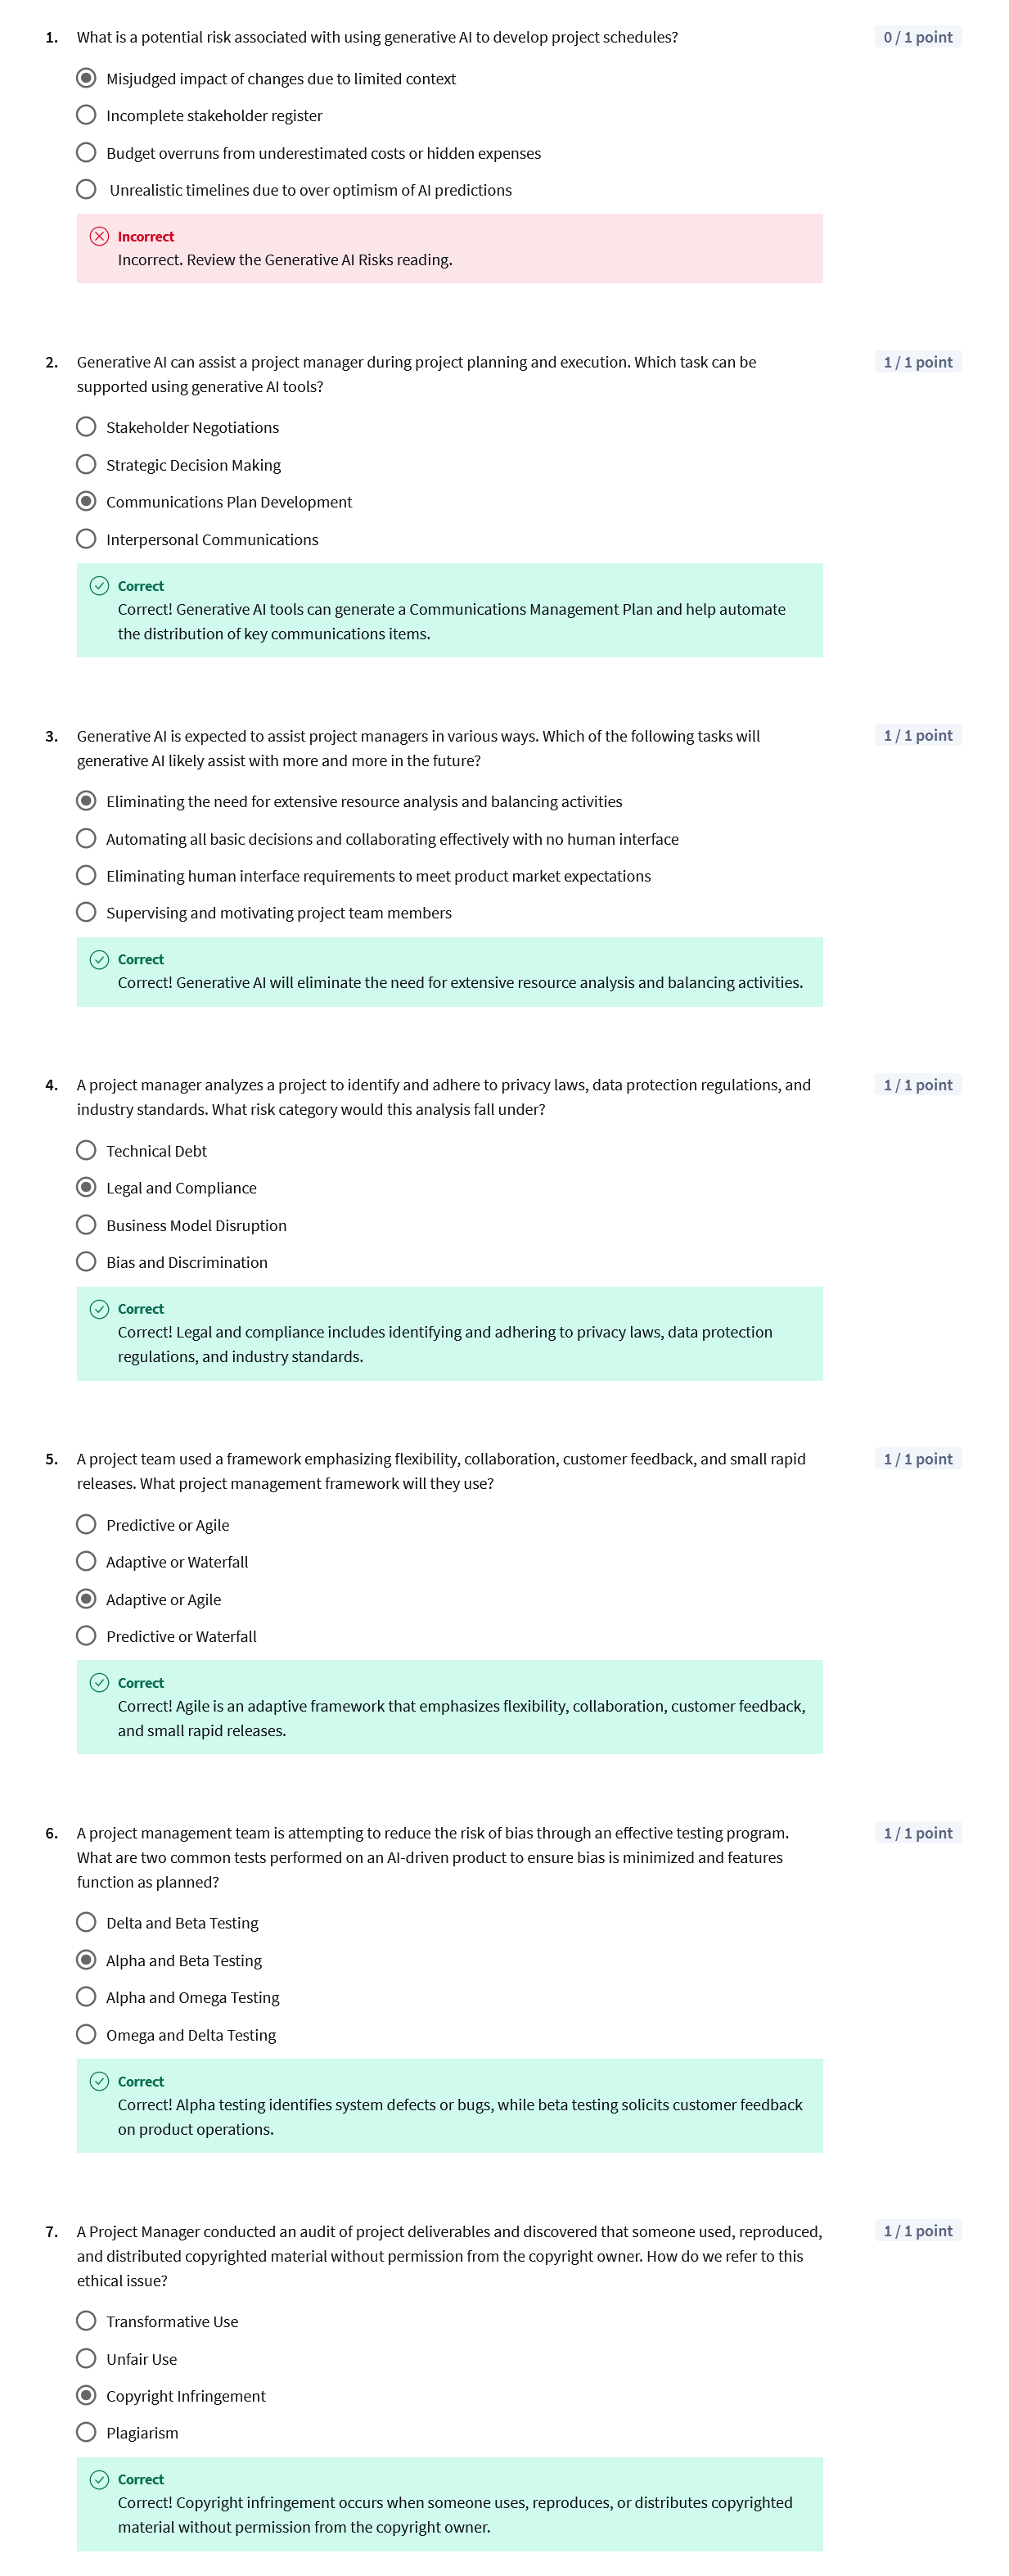 1. What is a potential risk associated with using generative AI to develop project schedules? 0 / 1 point
Misjudged impact of changes due to limited context
Incomplete stakeholder register
Budget overruns from underestimated costs or hidden expenses
Unrealistic timelines due to over optimism of AI predictions
Incorrect
Incorrect. Review the Generative AI Risks reading.
2. Generative AI can assist a project manager during project planning and execution. Which task can be 1 / 1 point
supported using generative AI tools?
Stakeholder Negotiations
Strategic Decision Making
Communications Plan Development
Interpersonal Communications
Correct
Correct! Generative AI tools can generate a Communications Management Plan and help automate
the distribution of key communications items.
3. Generative AI is expected to assist project managers in various ways. Which of the following tasks will 1 / 1 point
generative AI likely assist with more and more in the future?
Eliminating the need for extensive resource analysis and balancing activities
Automating all basic decisions and collaborating effectively with no human interface
Eliminating human interface requirements to meet product market expectations
Supervising and motivating project team members
Correct
Correct! Generative AI will eliminate the need for extensive resource analysis and balancing activities.
4. A project manager analyzes a project to identify and adhere to privacy laws, data protection regulations, and 1 / 1 point
industry standards. What risk category would this analysis fall under?
Technical Debt
Legal and Compliance
Business Model Disruption
Bias and Discrimination
Correct
Correct! Legal and compliance includes identifying and adhering to privacy laws, data protection
regulations, and industry standards.
5. A project team used a framework emphasizing flexibility, collaboration, customer feedback, and small rapid 1 / 1 point
releases. What project management framework will they use?
Predictive or Agile
Adaptive or Waterfall
Adaptive or Agile
Predictive or Waterfall
Correct
Correct! Agile is an adaptive framework that emphasizes flexibility, collaboration, customer feedback,
and small rapid releases.
6. A project management team is attempting to reduce the risk of bias through an effective testing program. 1 / 1 point
What are two common tests performed on an AI-driven product to ensure bias is minimized and features
function as planned?
Delta and Beta Testing
Alpha and Beta Testing
Alpha and Omega Testing
Omega and Delta Testing
Correct
Correct! Alpha testing identifies system defects or bugs, while beta testing solicits customer feedback
on product operations.
7. A Project Manager conducted an audit of project deliverables and discovered that someone used, reproduced, 1 / 1 point
and distributed copyrighted material without permission from the copyright owner. How do we refer to this
ethical issue?
Transformative Use
Unfair Use
Copyright Infringement
Plagiarism
Correct
Correct! Copyright infringement occurs when someone uses, reproduces, or distributes copyrighted
material without permission from the copyright owner.